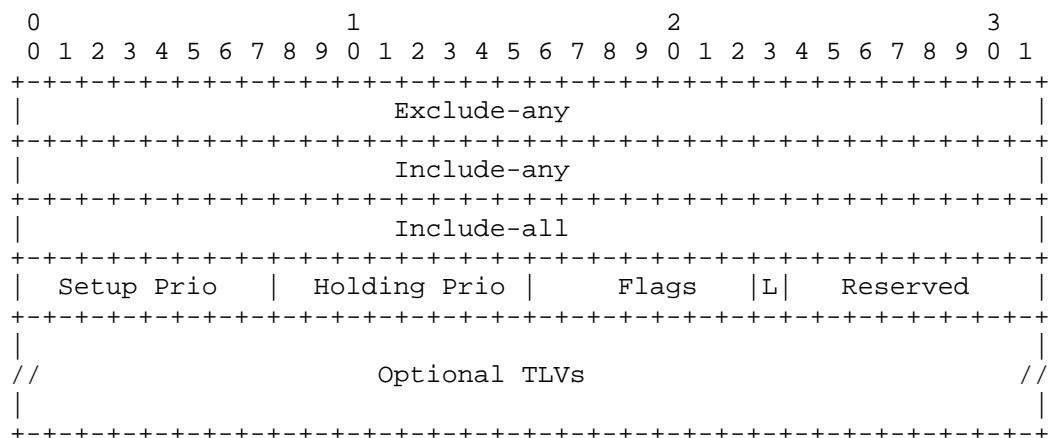 0                   1                   2                   3
 0 1 2 3 4 5 6 7 8 9 0 1 2 3 4 5 6 7 8 9 0 1 2 3 4 5 6 7 8 9 0 1
+-+-+-+-+-+-+-+-+-+-+-+-+-+-+-+-+-+-+-+-+-+-+-+-+-+-+-+-+-+-+-+-+
|                       Exclude-any                             |
+-+-+-+-+-+-+-+-+-+-+-+-+-+-+-+-+-+-+-+-+-+-+-+-+-+-+-+-+-+-+-+-+
|                       Include-any                             |
+-+-+-+-+-+-+-+-+-+-+-+-+-+-+-+-+-+-+-+-+-+-+-+-+-+-+-+-+-+-+-+-+
|                       Include-all                             |
+-+-+-+-+-+-+-+-+-+-+-+-+-+-+-+-+-+-+-+-+-+-+-+-+-+-+-+-+-+-+-+-+
|  Setup Prio   |  Holding Prio |     Flags   |L|   Reserved    |
+-+-+-+-+-+-+-+-+-+-+-+-+-+-+-+-+-+-+-+-+-+-+-+-+-+-+-+-+-+-+-+-+
|                                                               |
//                     Optional TLVs                           //
|                                                               |
+-+-+-+-+-+-+-+-+-+-+-+-+-+-+-+-+-+-+-+-+-+-+-+-+-+-+-+-+-+-+-+-+